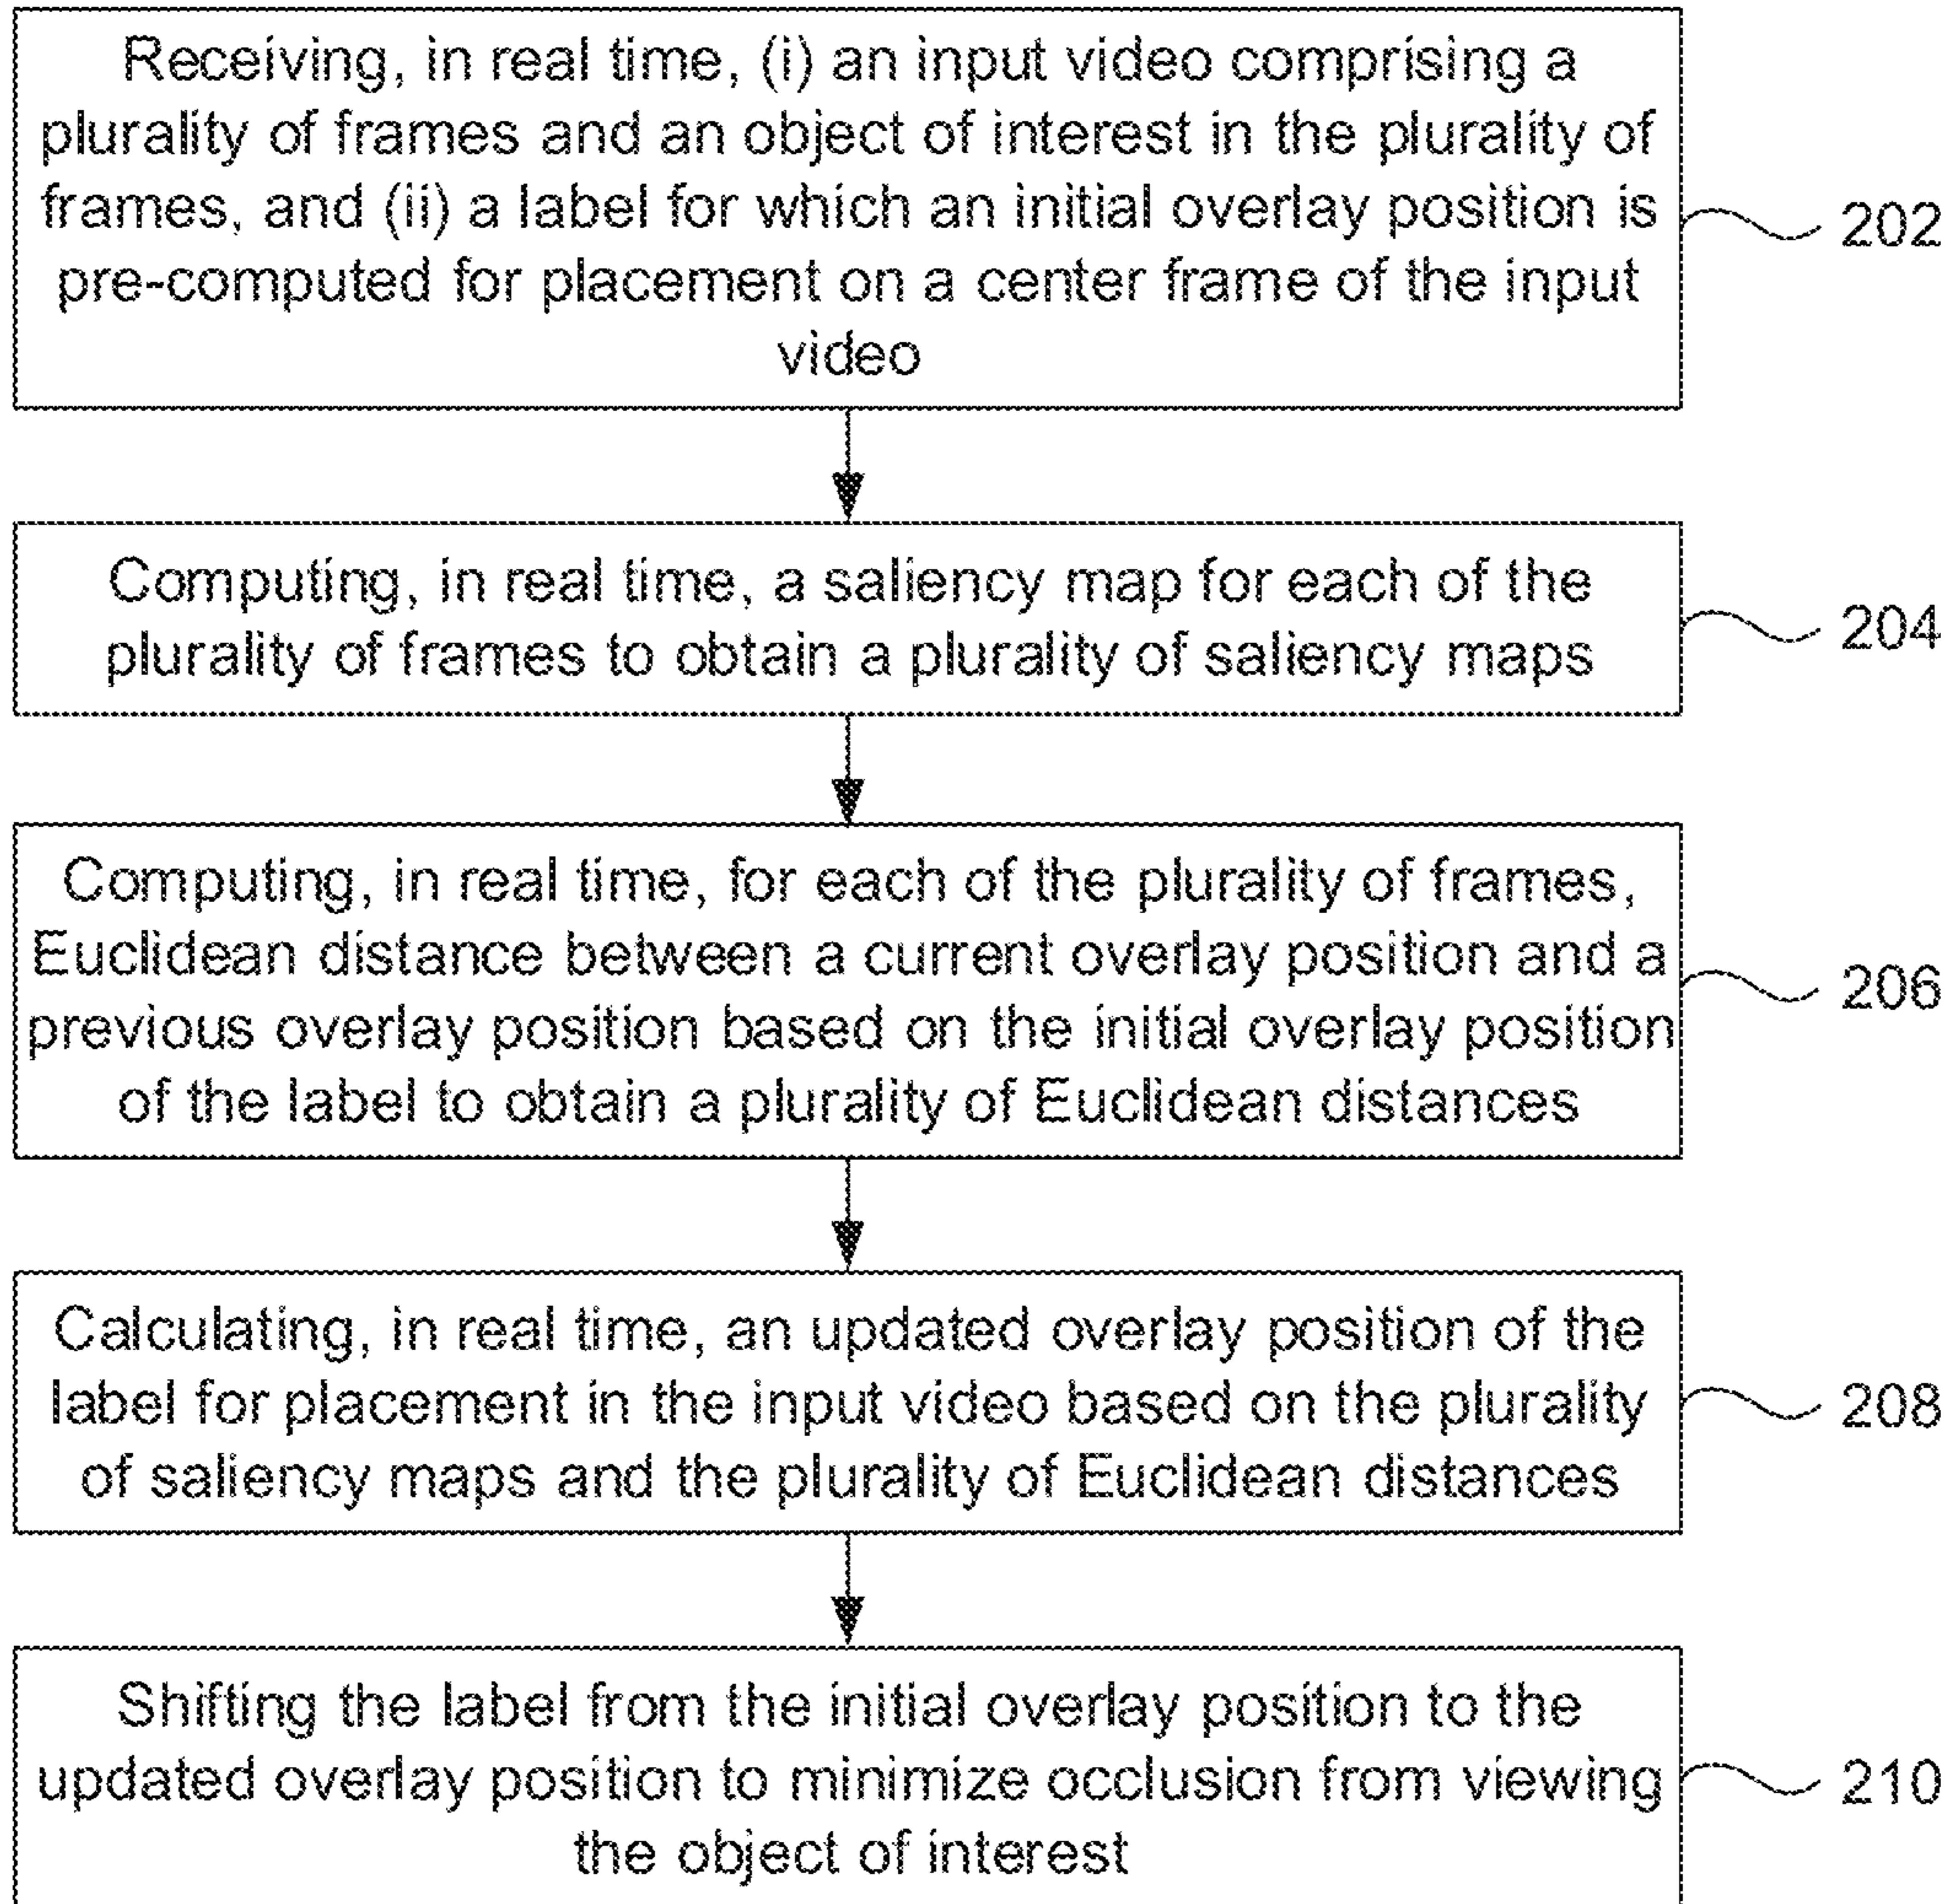 Receiving, in real time, (i) an input video comprising a
plurality of frames and an object of interest in the plurality of
frames, and (ii) a label for which an initial overlay position is
pre-computed for placement on a center frame of the input
video
202
Computing, in real time, a saliency map for each of the
plurality of frames to obtain a plurality of saliency maps
204
Computing, in real time, for each of the plurality of frames,
Euclidean distance between a current overlay position and a
previous overlay position based on the initial overlay position
of the label to obtain a plurality of Euclidean distances
206
Calculating, in real time, an updated overlay position of the
label for placement in the input video based on the plurality
of saliency maps and the plurality of Euclidean distances
208
Shifting the label from the initial overlay position to the
updated overlay position to minimize occlusion from viewing
the object of interest
210